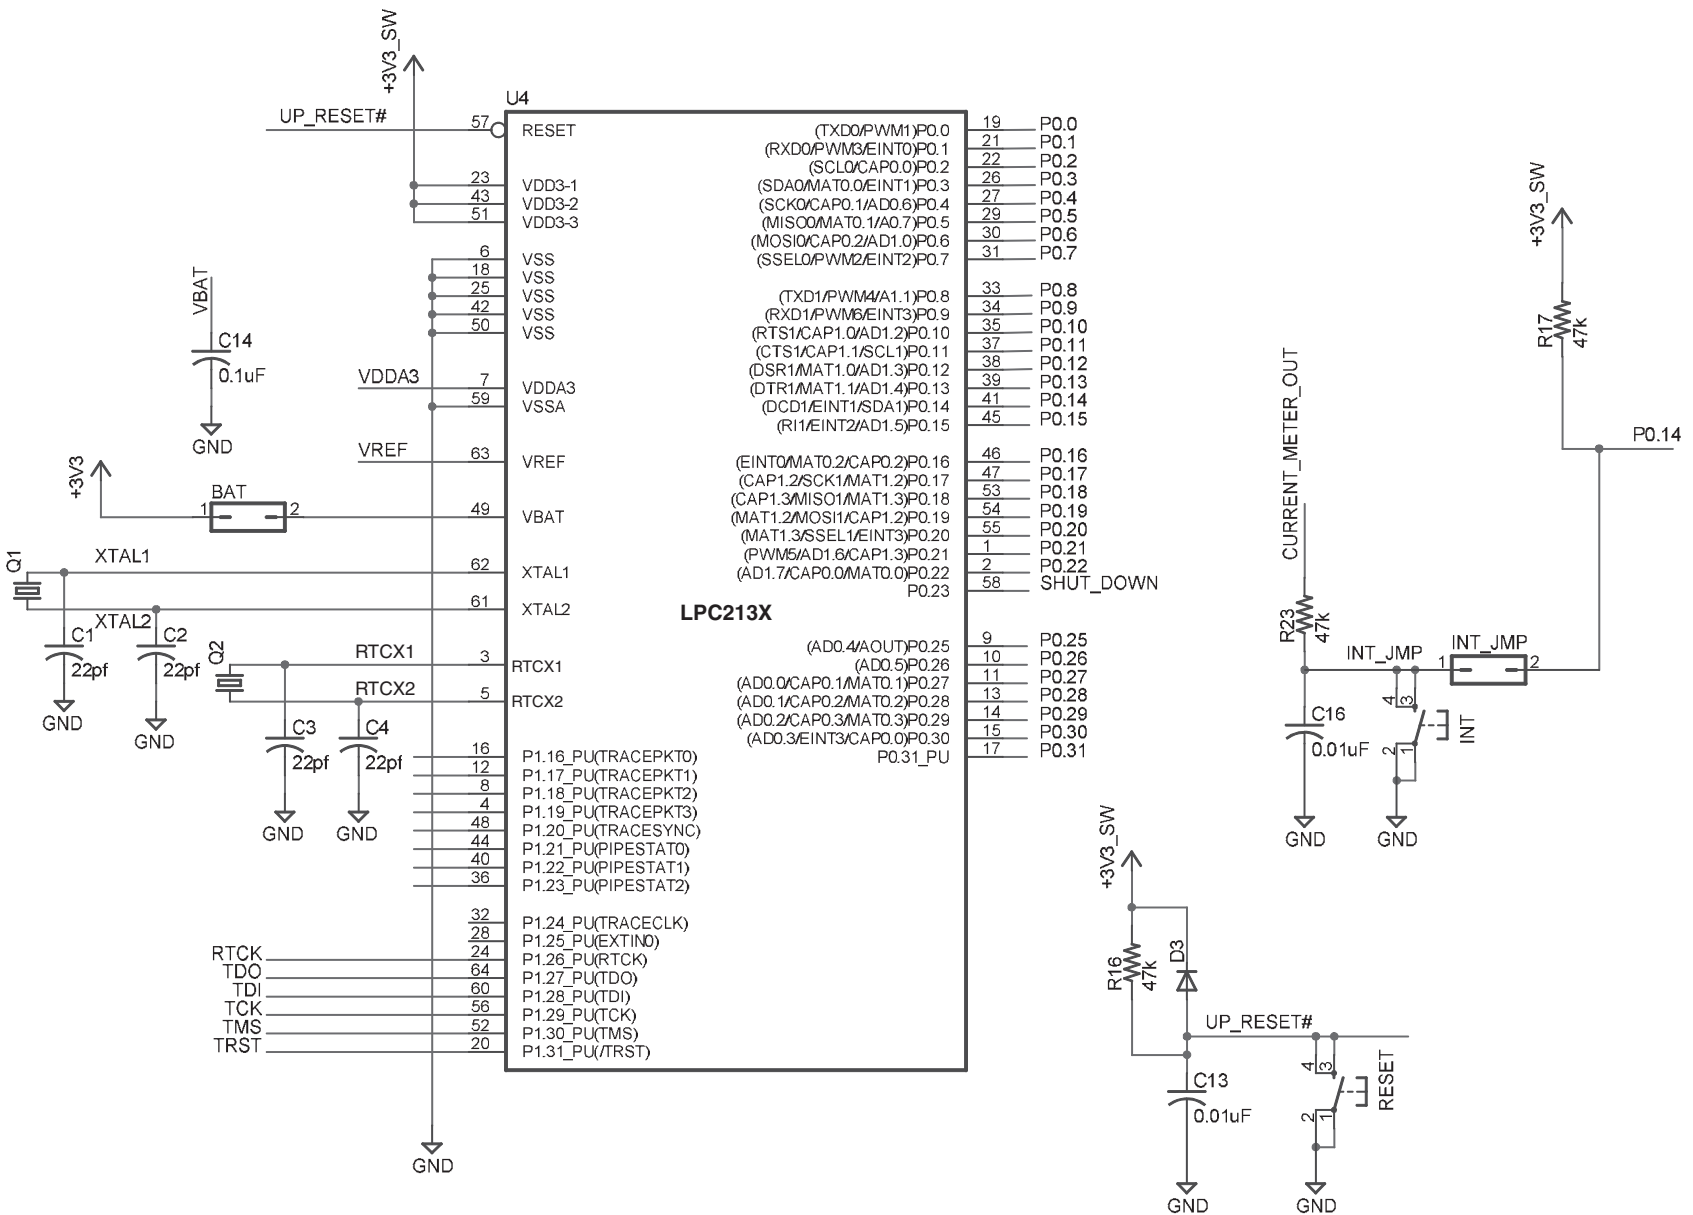 +3V3_SW
U4
UP_RESET#
57
RESET
23
VDD3-1
43
VDD3-2
51
VDD3-3
6
VSS
18
VSS
25
VSS
42
VSS
50
VSS
VBAT
C14
0.1uF
GND
VDDA3
7
VDDA3
59
VSSA
VREF
63
VREF
+3V3
BAT
1
2
49
VBAT
Q1
XTAL1
62
XTAL1
XTAL2
61
XTAL2
C1
22pf
GND
C2
22pf
GND
Q2
RTCX1
3
RTCX1
RTCX2
5
RTCX2
C3
22pf
GND
C4
22pf
GND
16
P1.16_PU(TRACEPKT0)
12
P1.17_PU(TRACEPKT1)
8
P1.18_PU(TRACEPKT2)
4
P1.19_PU(TRACEPKT3)
48
P1.20_PU(TRACESYNC)
44
P1.21_PU(PIPESTAT0)
40
P1.22_PU(PIPESTAT1)
36
P1.23_PU(PIPESTAT2)
32
P1.24_PU(TRACECLK)
28
P1.25_PU(EXTIN0)
RTCK
24
P1.26_PU(RTCK)
TDO
64
P1.27_PU(TDO)
TDI
60
P1.28_PU(TDI)
TCK
56
P1.29_PU(TCK)
TMS
52
P1.30_PU(TMS)
TRST
20
P1.31_PU(/TRST)
GND
LPC213X
(TXD0/PWM1)P0.0
19
P0.0
(RXD0/PWM3/EINT0)P0.1
21
P0.1
(SCL0/CAP0.0)P0.2
22
P0.2
(SDA0/MAT0.0/EINT1)P0.3
26
P0.3
(SCK0/CAP0.1/AD0.6)P0.4
27
P0.4
(MISO0/MAT0.1/A0.7)P0.5
29
P0.5
(MOSI0/CAP0.2/AD1.0)P0.6
30
P0.6
(SSEL0/PWM2/EINT2)P0.7
31
P0.7
(TXD1/PWM4/A1.1)P0.8
33
P0.8
(RXD1/PWM6/EINT3)P0.9
34
P0.9
(RTS1/CAP1.0/AD1.2)P0.10
35
P0.10
(CTS1/CAP1.1/SCL1)P0.11
37
P0.11
(DSR1/MAT1.0/AD1.3)P0.12
38
P0.12
(DTR1/MAT1.1/AD1.4)P0.13
39
P0.13
(DCD1/EINT1/SDA1)P0.14
41
P0.14
(RI1/EINT2/AD1.5)P0.15
45
P0.15
(EINT0/MAT0.2/CAP0.2)P0.16
46
P0.16
(CAP1.2/SCK1/MAT1.2)P0.17
47
P0.17
(CAP1.3/MISO1/MAT1.3)P0.18
53
P0.18
(MAT1.2/MOSI1/CAP1.2)P0.19
54
P0.19
(MAT1.3/SSEL1/EINT3)P0.20
55
P0.20
(PWM5/AD1.6/CAP1.3)P0.21
1
P0.21
(AD1.7/CAP0.0/MAT0.0)P0.22
2
P0.22
P0.23
58
SHUT_DOWN
(AD0.4/AOUT)P0.25
9
P0.25
(AD0.5)P0.26
10
P0.26
(AD0.0/CAP0.1/MAT0.1)P0.27
11
P0.27
(AD0.1/CAP0.2/MAT0.2)P0.28
13
P0.28
(AD0.2/CAP0.3/MAT0.3)P0.29
14
P0.29
(AD0.3/EINT3/CAP0.0)P0.30
15
P0.30
P0.31_PU
17
P0.31
+3V3_SW
R17
47k
P0.14
CURRENT_METER_OUT
R23
47k
INT_JMP
1
INT_JMP
2
C16
0.01uF
GND
4
3
2
1
INT
GND
+3V3_SW
R16
47k
D3
UP_RESET#
C13
0.01uF
GND
4
3
2
1
RESET
GND